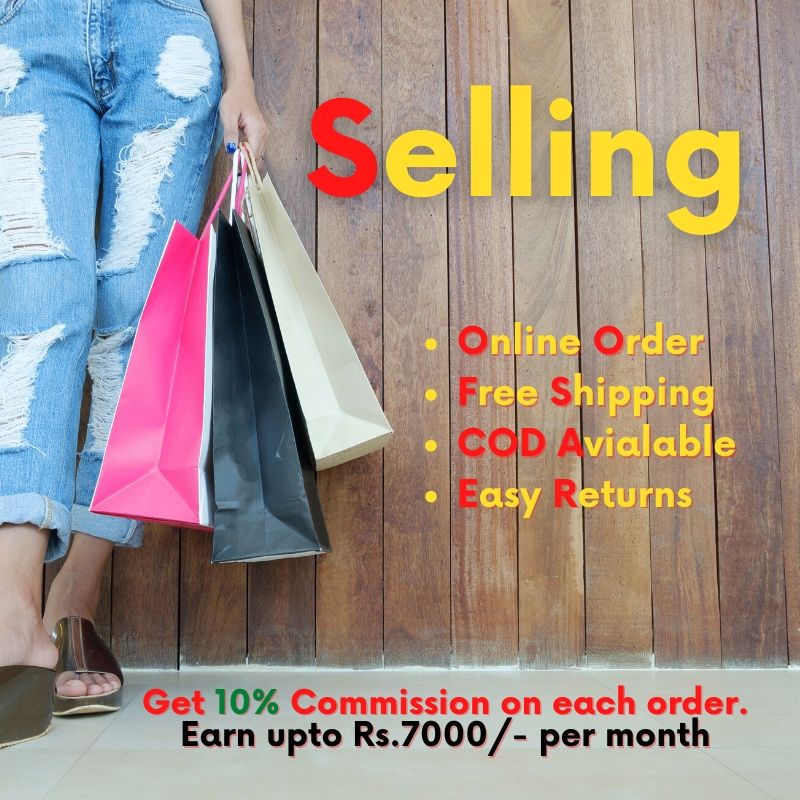 Selling
Online Order
Free Shipping
COD Avialable
Easy Returns
Get 10% Commission on each order.
Earn upto Rs.7000/- per month